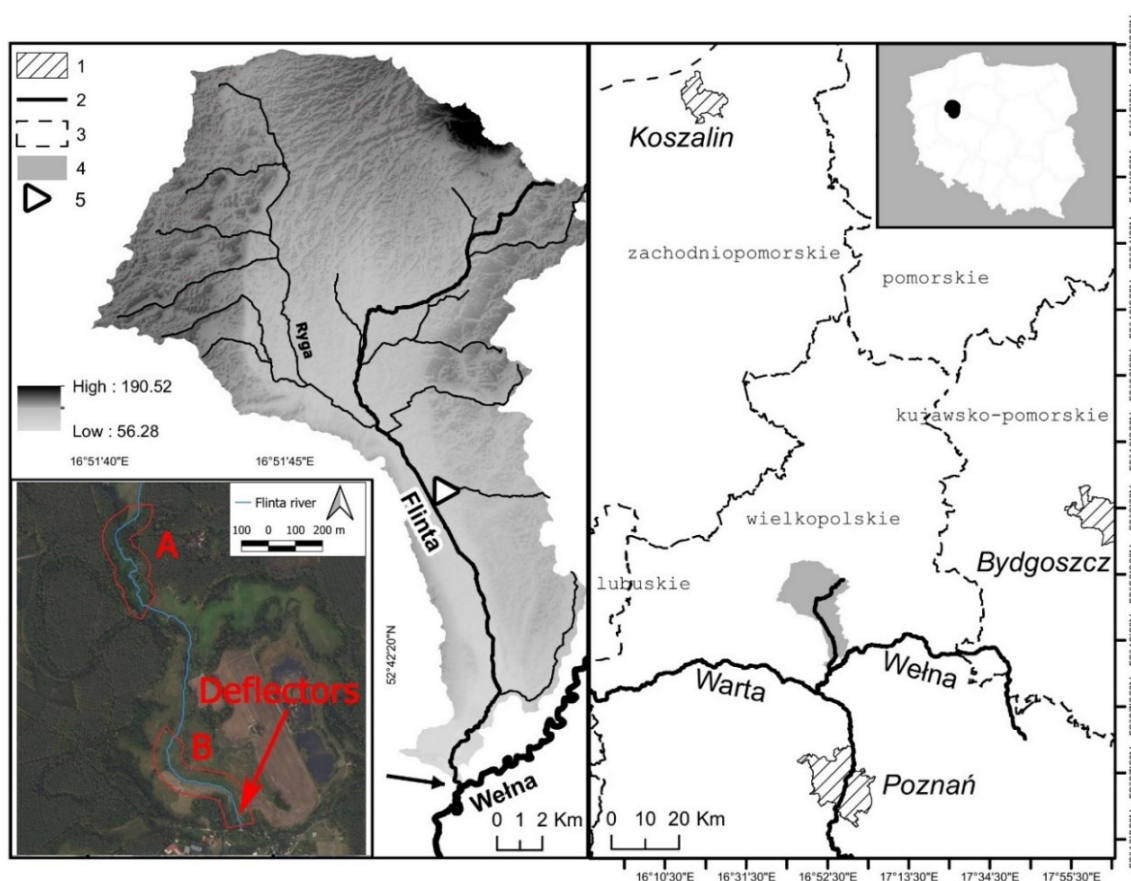 1
2
3
4
5
High : 190.52
Low : 56.28
Ryga
Flinta
Wełna
16°51'40"E
16°51'45"E
52°42'20"N
Flinta river
100 0 100 200 m
A
B
Deflectors
0 1 2 Km
Koszalin
zachodniopomorskie
pomorskie
kujawsko-pomorskie
wielkopolskie
lubuskie
Bydgoszcz
Warta
Wełna
Poznań
0 10 20 Km
16°10'30"E
16°31'30"E
16°52'30"E
17°13'30"E
17°34'30"E
17°55'30"E